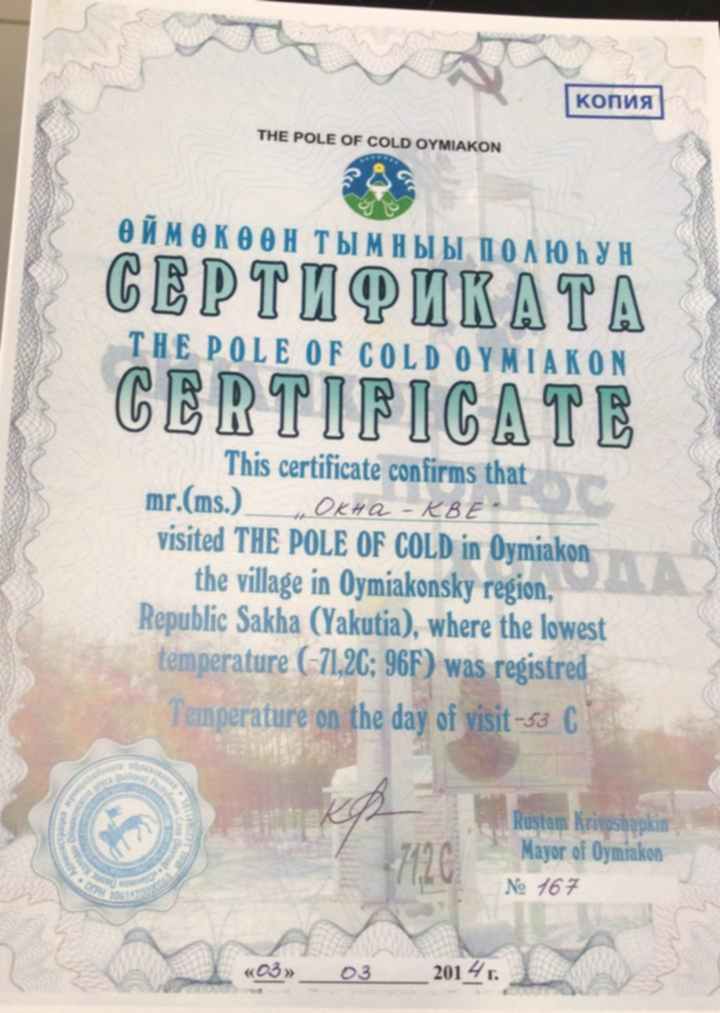 КОПИЯ
THE POLE OF COLD OYMIAKON
ӨЙМӨКӨӨН ТЫМНЫЫ ПОЛЮҺУН
СЕРТИФИКАТА
THE POLE OF COLD OYMIAKON
CERTIFICATE
This certificate confirms that
mr.(ms.) „Окна - КВЕ"
visited THE POLE OF COLD in Oymiakon
the village in Oymiakonsky region,
Republic Sakha (Yakutia), where the lowest
temperature (-71,2C; 96F) was registred
Temperature on the day of visit -53 C
-71,2 C
Rustam Krivoshapkin
Mayor of Oymiakon
№ 167
«03» 03 2014 г.